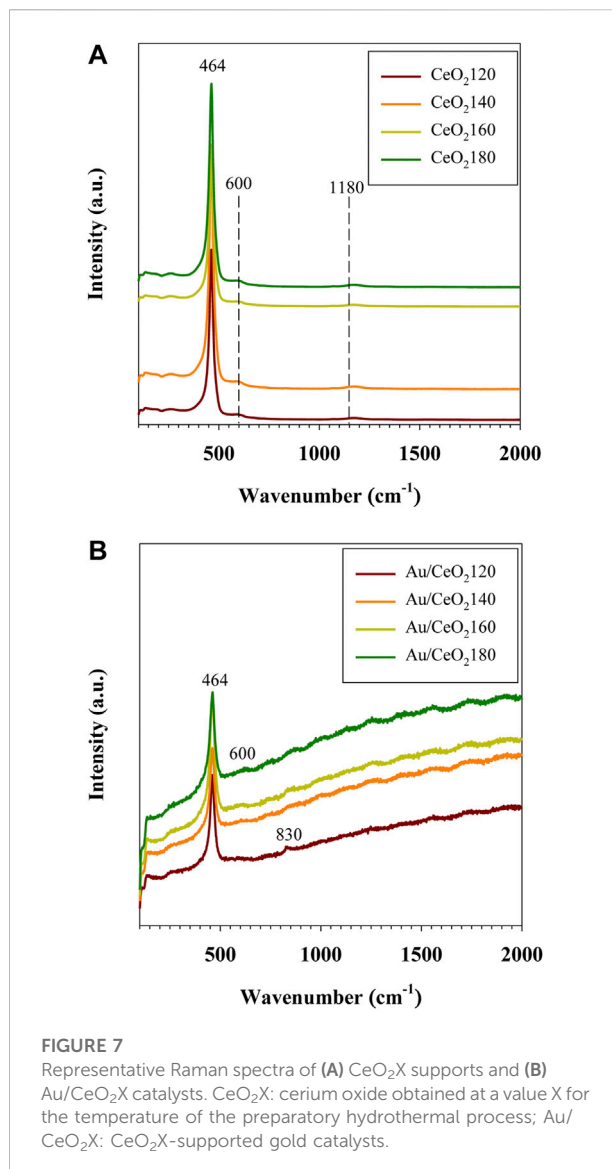 A
464
600
1180
CeO₂120
CeO₂140
CeO₂160
CeO₂180
Intensity (a.u.)
500 1000 1500 2000
Wavenumber (cm⁻¹)
B
464
600
830
Au/CeO₂120
Au/CeO₂140
Au/CeO₂160
Au/CeO₂180
Intensity (a.u.)
500 1000 1500 2000
Wavenumber (cm⁻¹)
FIGURE 7
Representative Raman spectra of (A) CeO₂X supports and (B)
Au/CeO₂X catalysts. CeO₂X: cerium oxide obtained at a value X for
the temperature of the preparatory hydrothermal process; Au/
CeO₂X: CeO₂X-supported gold catalysts.